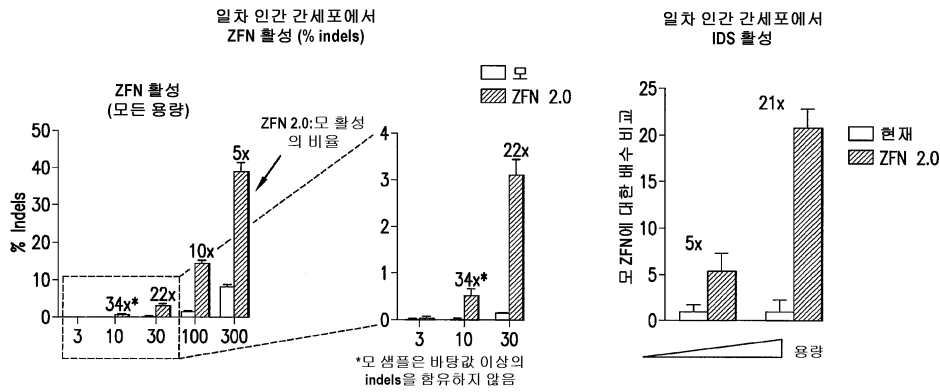 일차 인간 간세포에서
ZFN 활성 (% indels)
ZFN 활성
(모든 용량)
% Indels
50
40
30
20
10
0
3
10
30
100
300
34x*
22x
10x
5x
ZFN 2.0:모 활성
의 비율
모
ZFN 2.0
4
3
2
1
0
3
10
30
34x*
22x
*모 샘플은 바탕값 이상의
indels을 함유하지 않음
일차 인간 간세포에서
IDS 활성
모 ZFN에 대한 배수 비교
25
20
15
10
5
0
5x
21x
현재
ZFN 2.0
용량